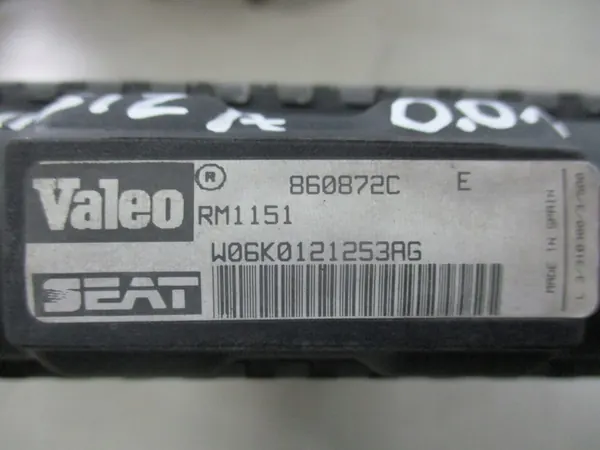 0.01
Valeo ® 860872C E
RM1151
W06K0121253AG
SEAT
MADE IN SPAIN